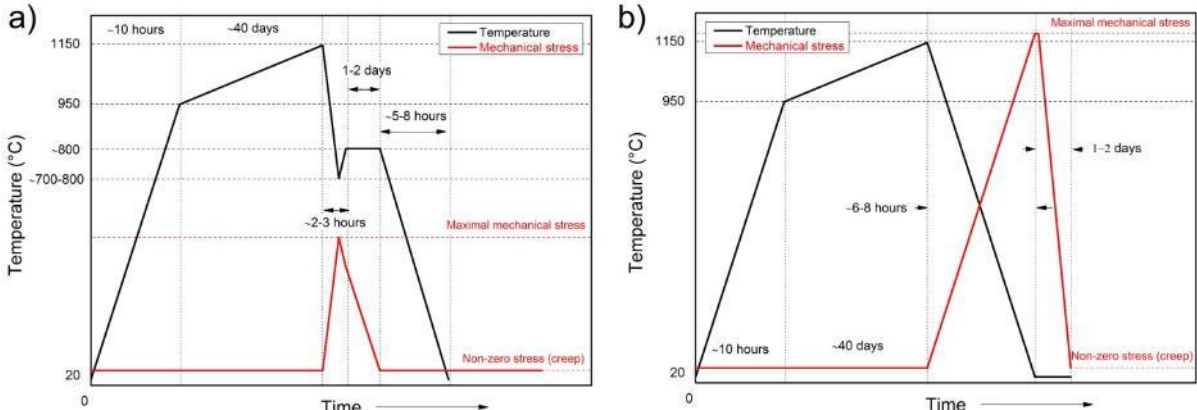 a)
~10 hours
~40 days
Temperature
Mechanical stress
1150
1-2 days
950
~5-8 hours
~800
~700-800
~2-3 hours
Maximal mechanical stress
Non-zero stress (creep)
20
0
Time
Temperature (°C)
b)
Temperature
Mechanical stress
Maximal mechanical stress
1150
950
1–2 days
~6-8 hours
~10 hours
~40 days
Non-zero stress (creep)
20
0
Time
Temperature (°C)